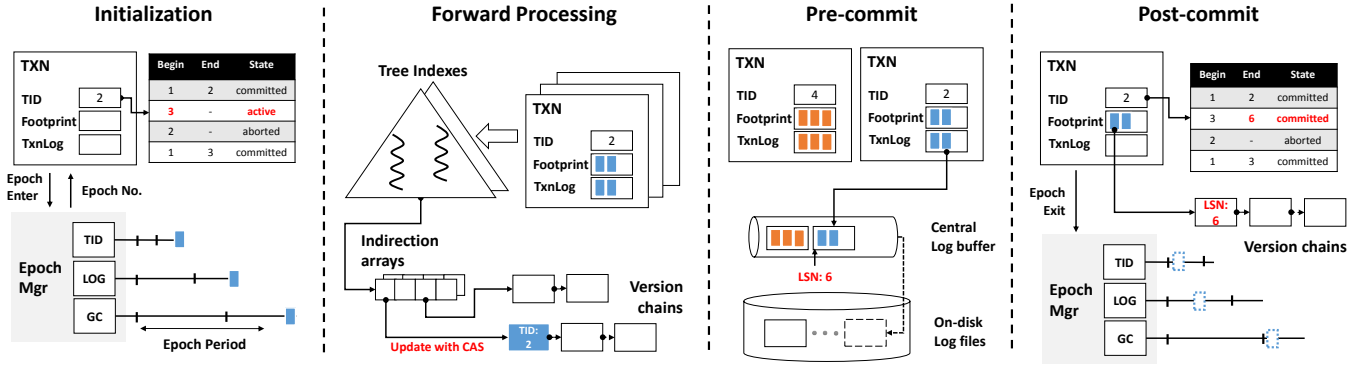 Initialization
TXN
TID
2
Footprint
TxnLog
Begin End State
1 2 committed
3 - active
2 - aborted
1 3 committed
Epoch
Enter
Epoch No.
Epoch
Mgr
TID
LOG
GC
Epoch Period
Forward Processing
Tree Indexes
TXN
TID
2
Footprint
TxnLog
Indirection
arrays
Version
chains
Update with CAS
TID:
2
Pre-commit
TXN
TID
4
Footprint
TxnLog
TXN
TID
2
Footprint
TxnLog
Central
Log buffer
LSN: 6
On-disk
Log files
Post-commit
TXN
TID
2
Footprint
TxnLog
Begin End State
1 2 committed
3 6 committed
2 - aborted
1 3 committed
Epoch
Exit
LSN:
6
Version chains
Epoch
Mgr
TID
LOG
GC